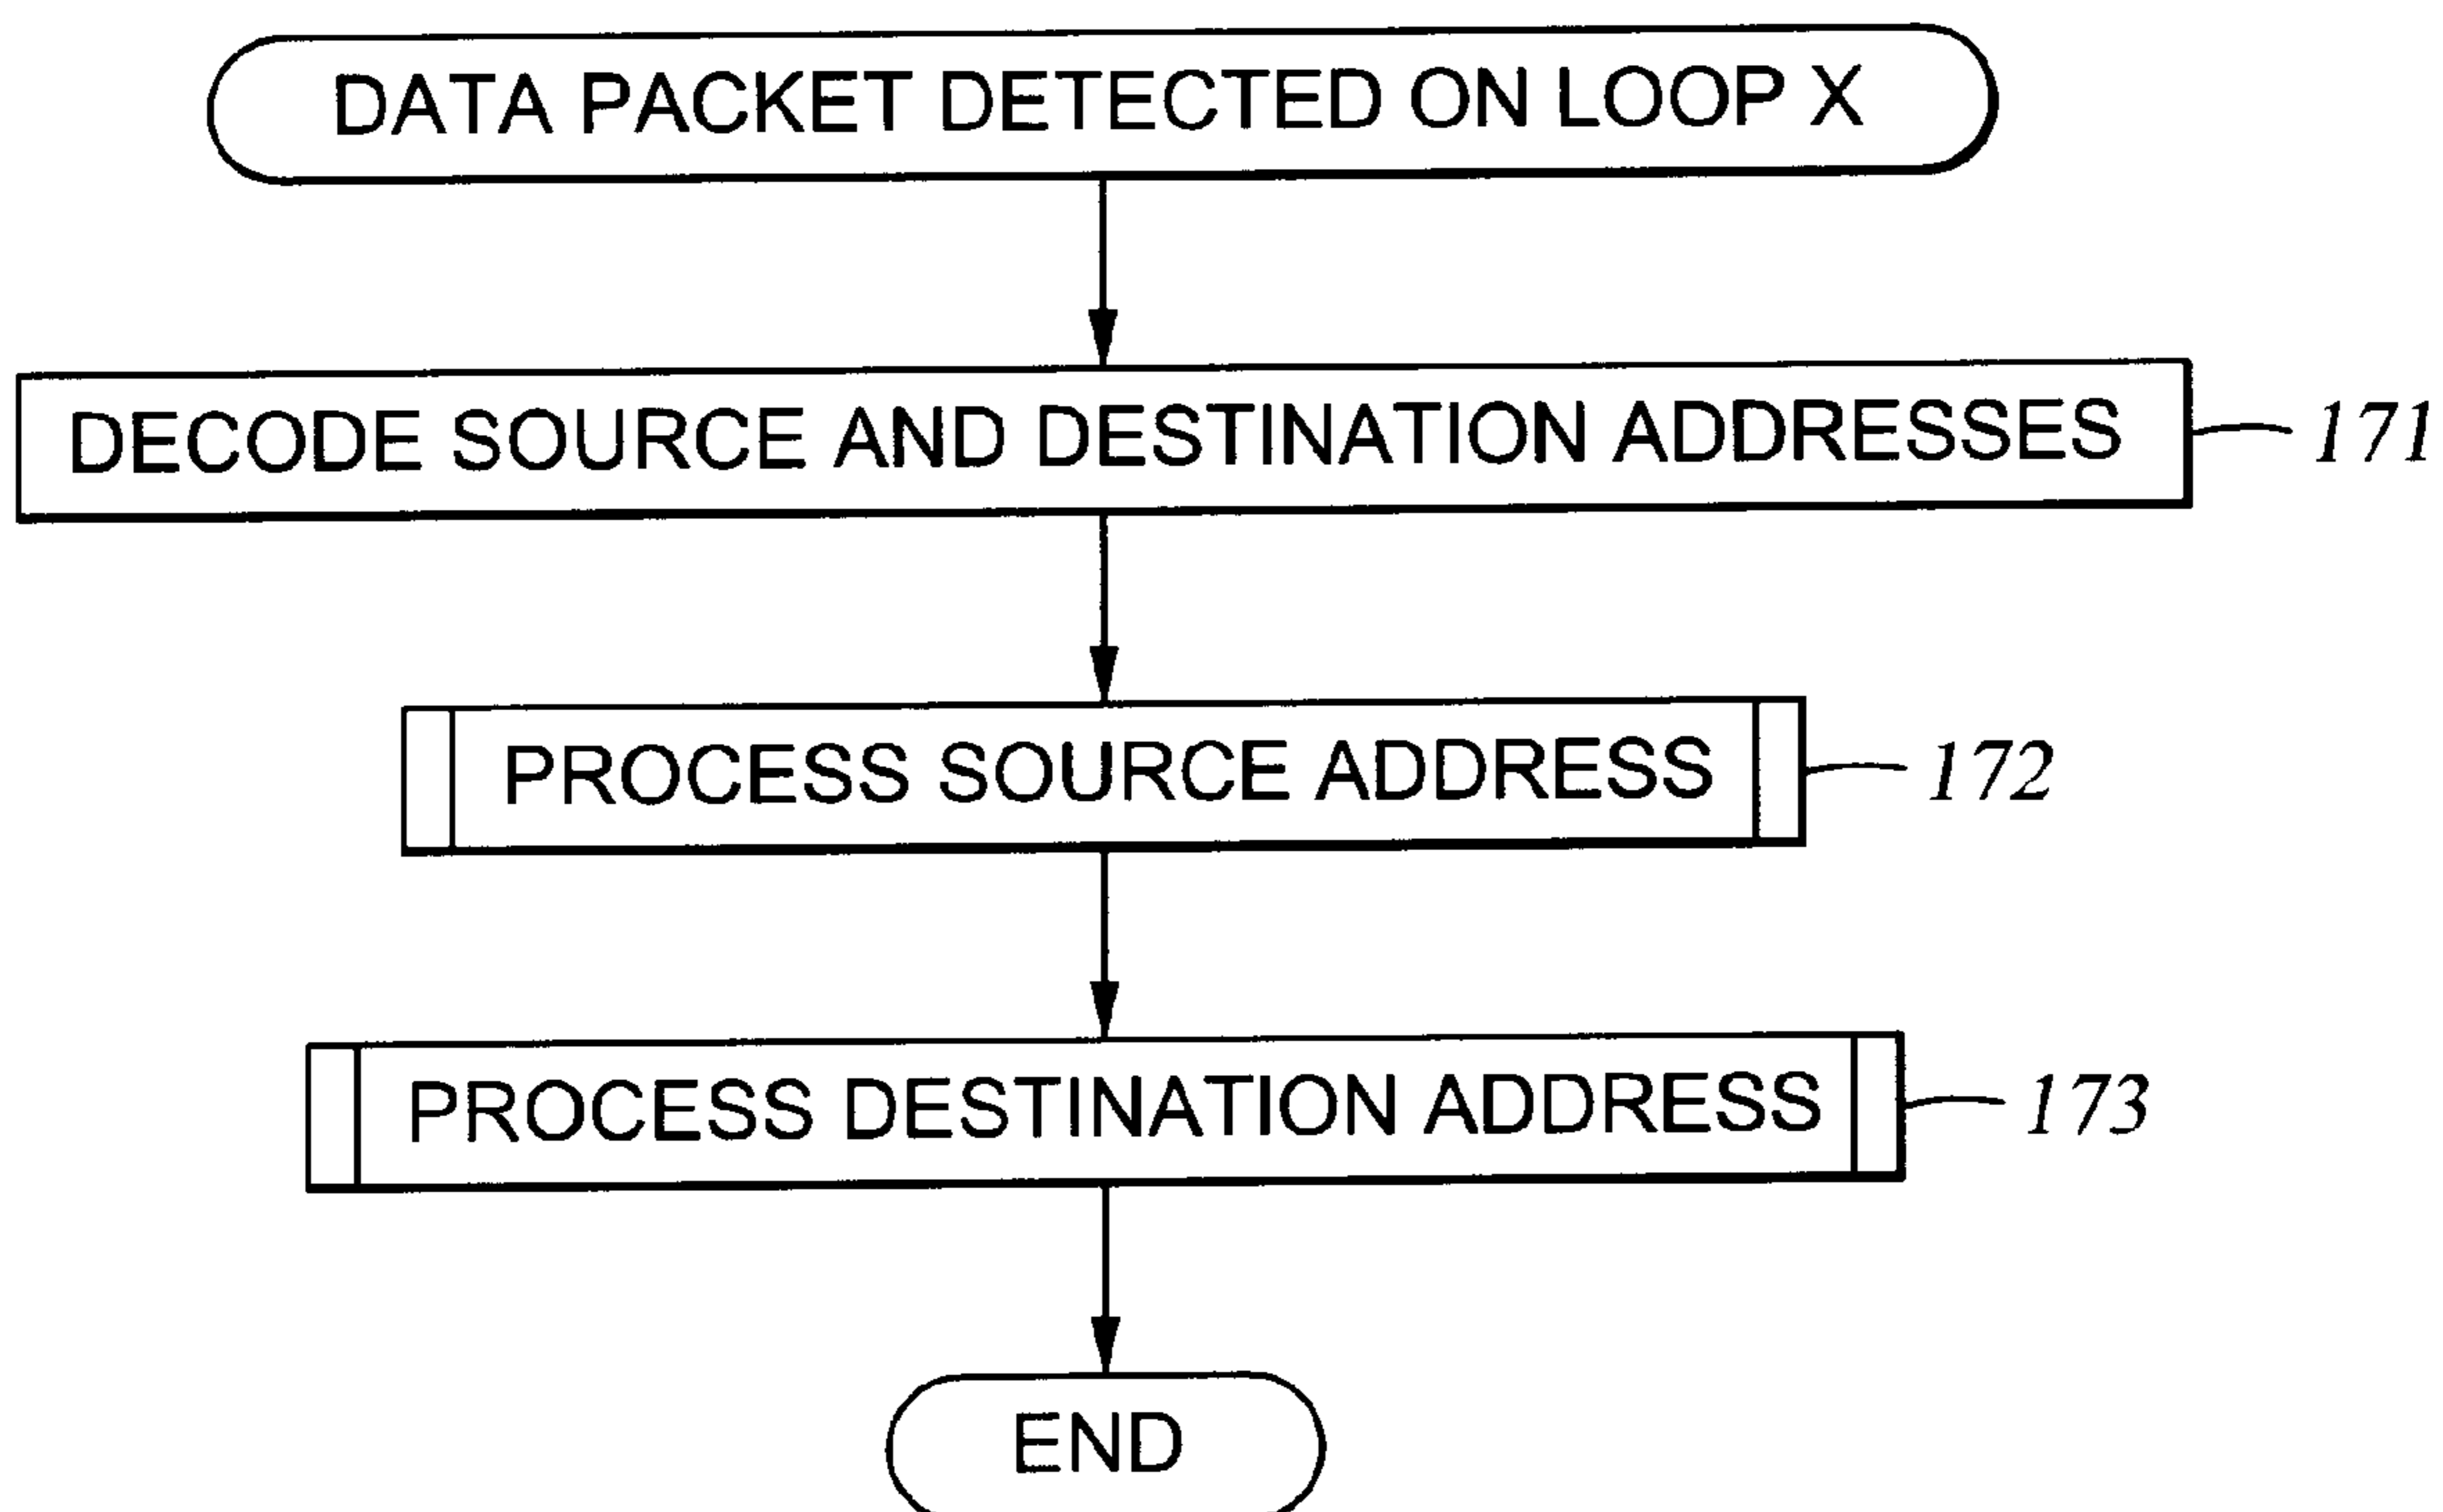 DATA PACKET DETECTED ON LOOP X
DECODE SOURCE AND DESTINATION ADDRESSES 171
PROCESS SOURCE ADDRESS 172
PROCESS DESTINATION ADDRESS 173
END